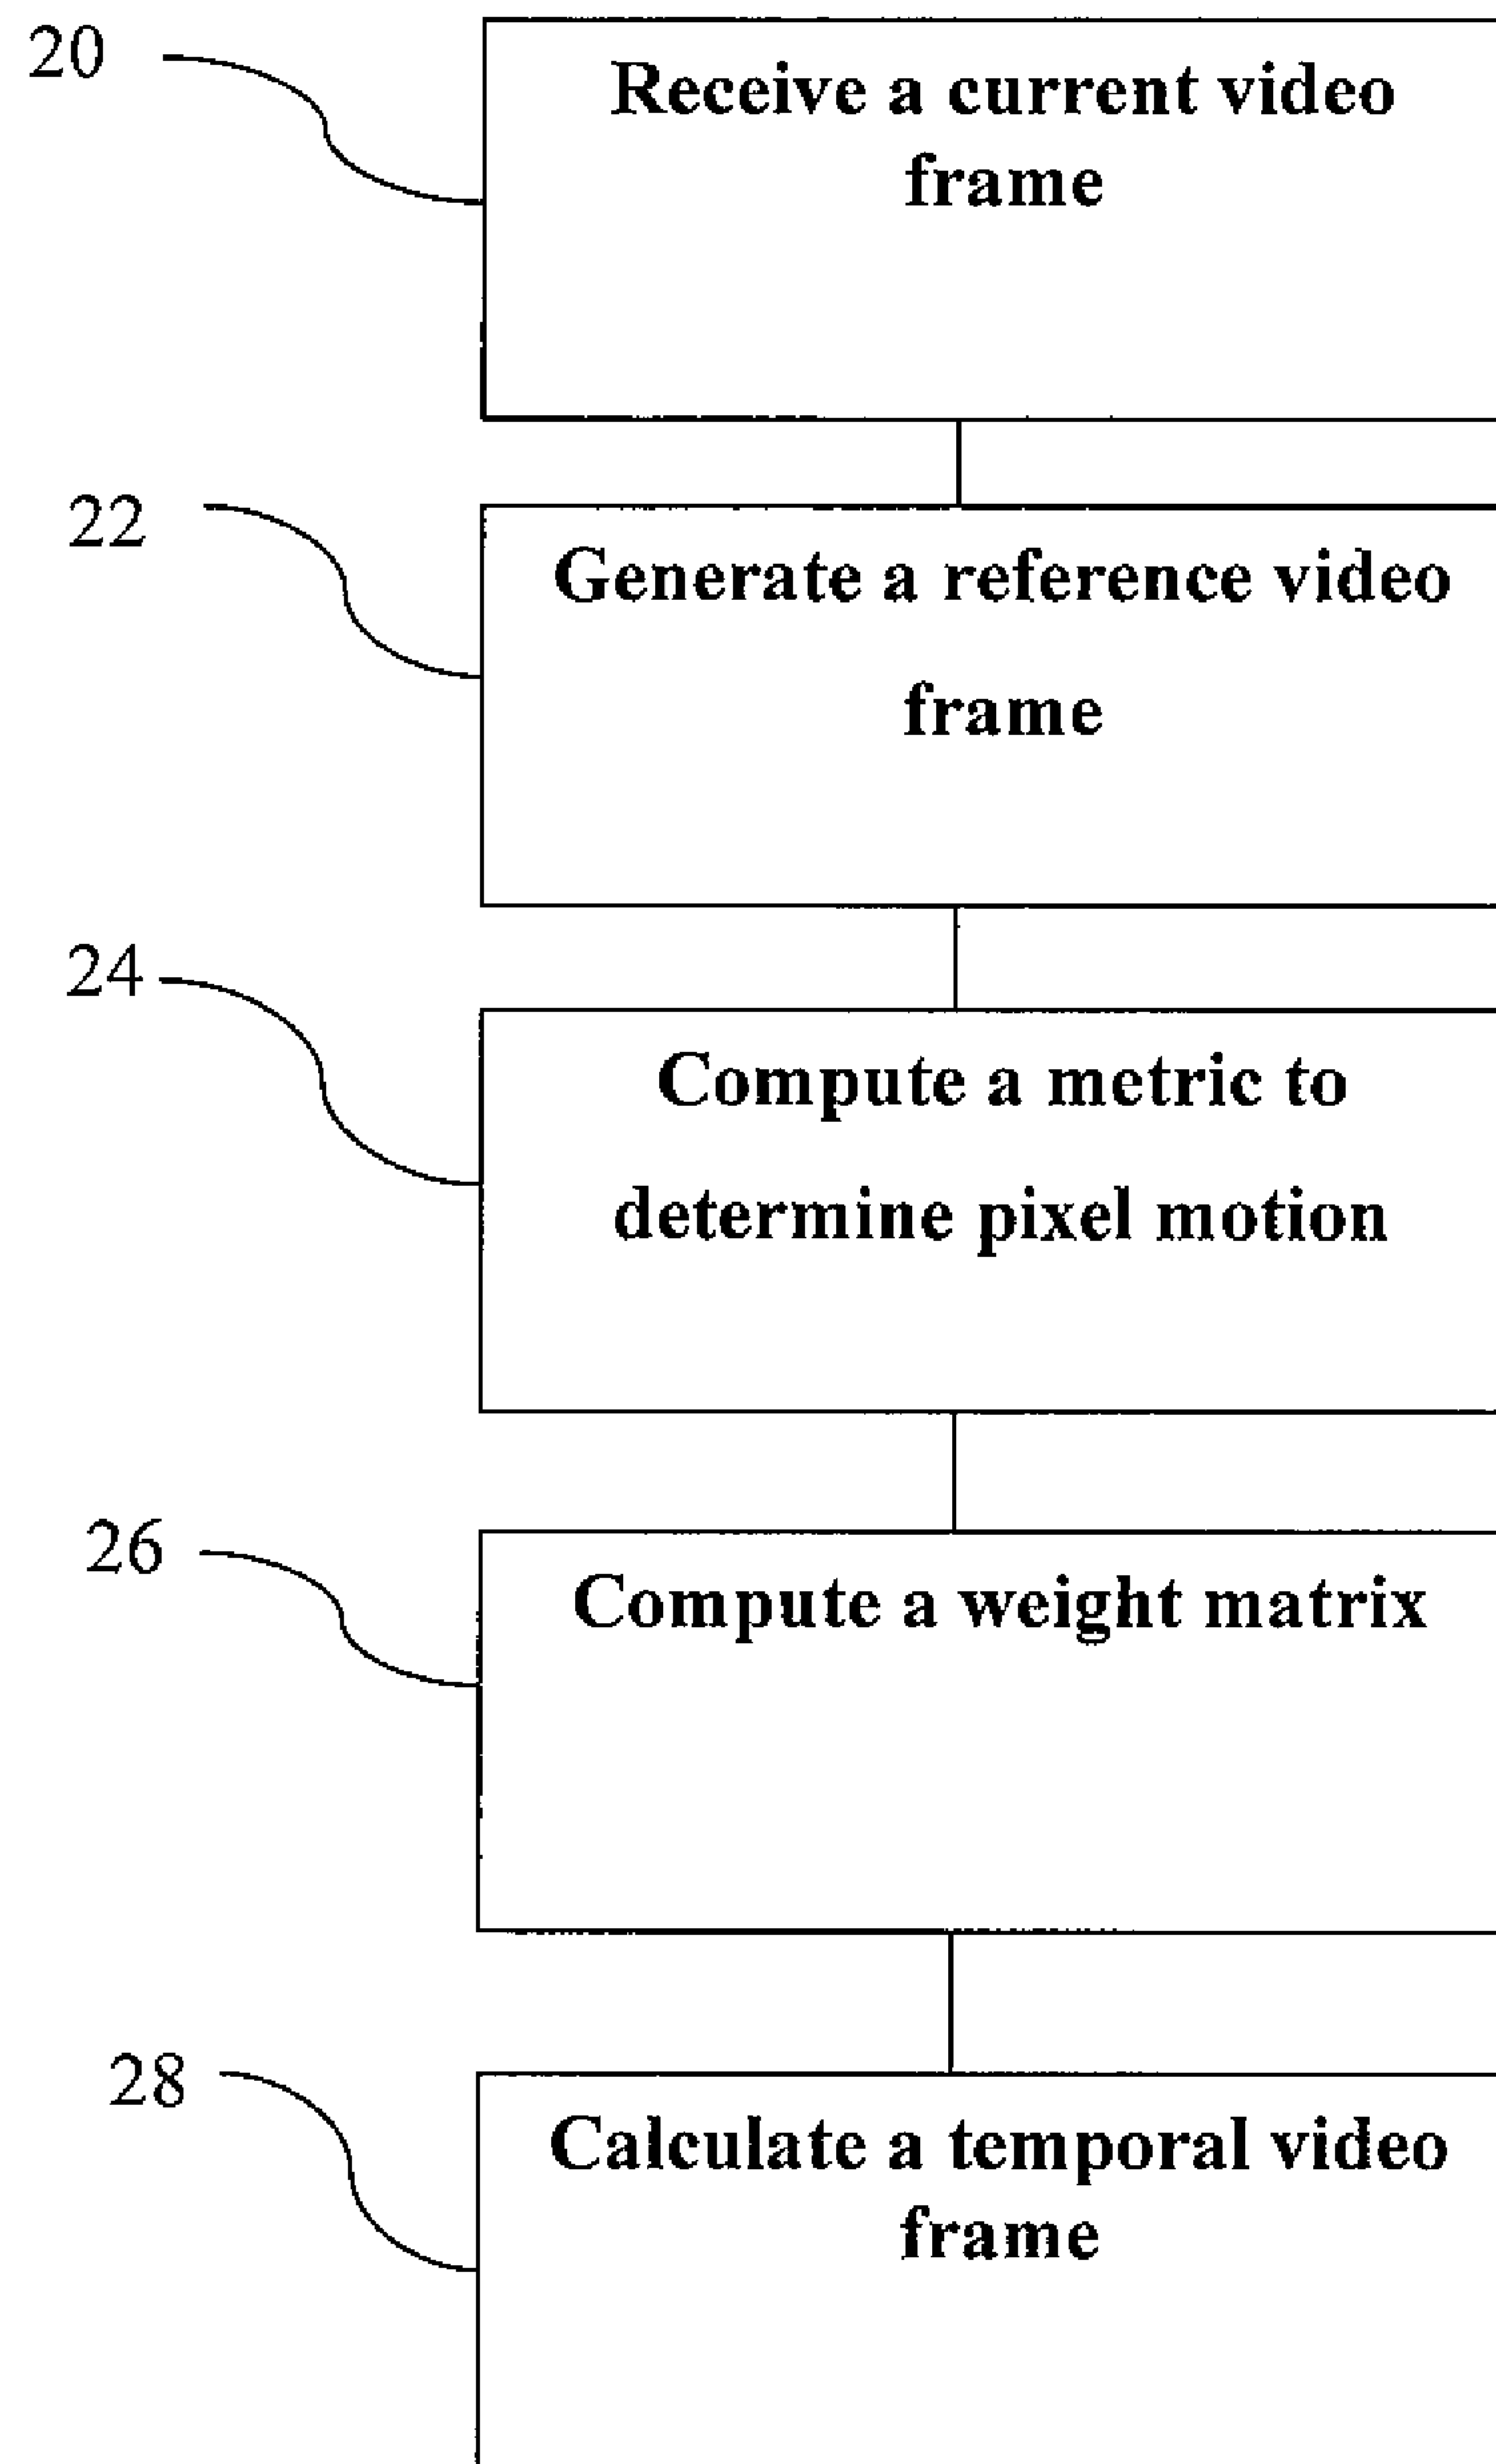 20
Receive a current video
frame
22
Generate a reference video
frame
24
Compute a metric to
determine pixel motion
26
Compute a weight matrix
28
Calculate a temporal video
frame